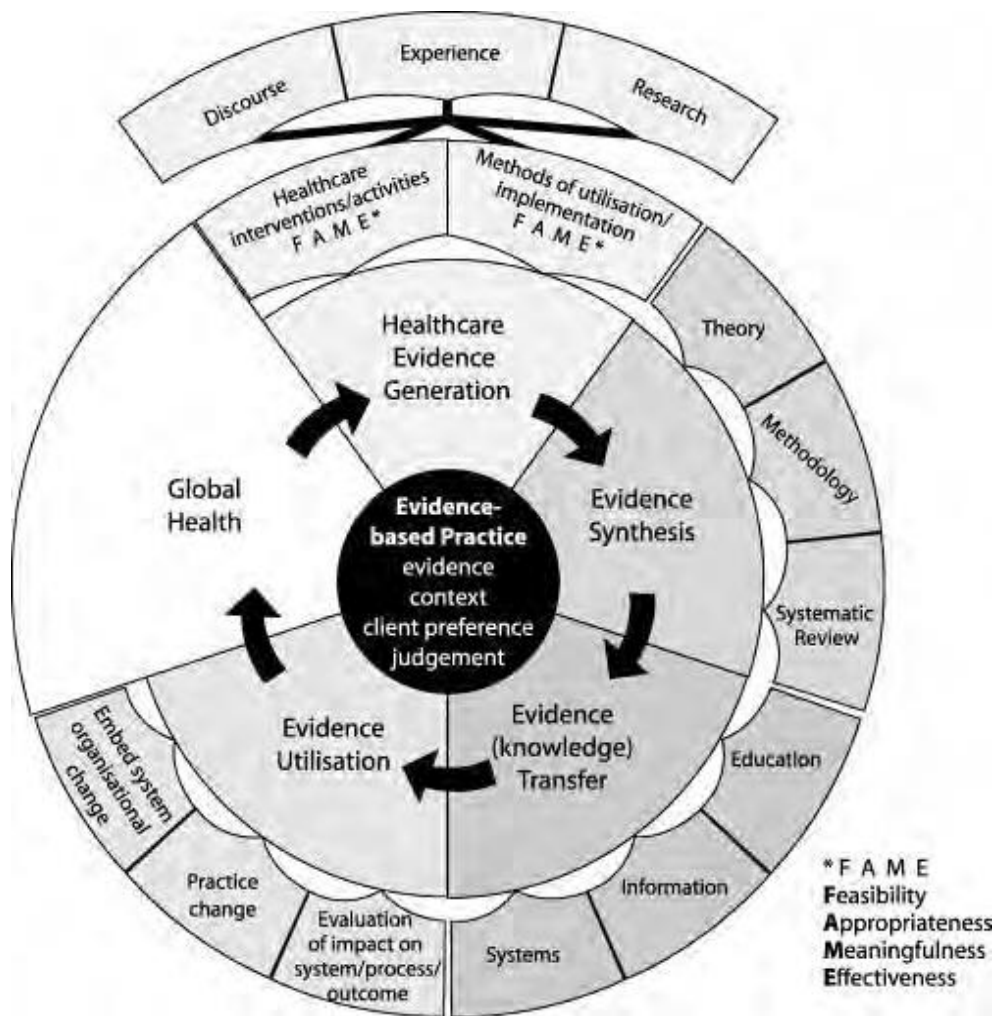 Discourse
Experience
Research
Healthcare
interventions/activities
F A M E*
Methods of utilisation/
implementation
F A M E*
Theory
Methodology
Systematic
Review
Education
Information
Systems
Evaluation
of impact on
system/process/
outcome
Practice
change
Embed system
organisational/
change
Healthcare
Evidence
Generation
Evidence
Synthesis
Evidence
(knowledge)
Transfer
Evidence
Utilisation
Global
Health
Evidence-
based Practice
evidence
context
client preference
judgement
*F A M E
Feasibility
Appropriateness
Meaningfulness
Effectiveness